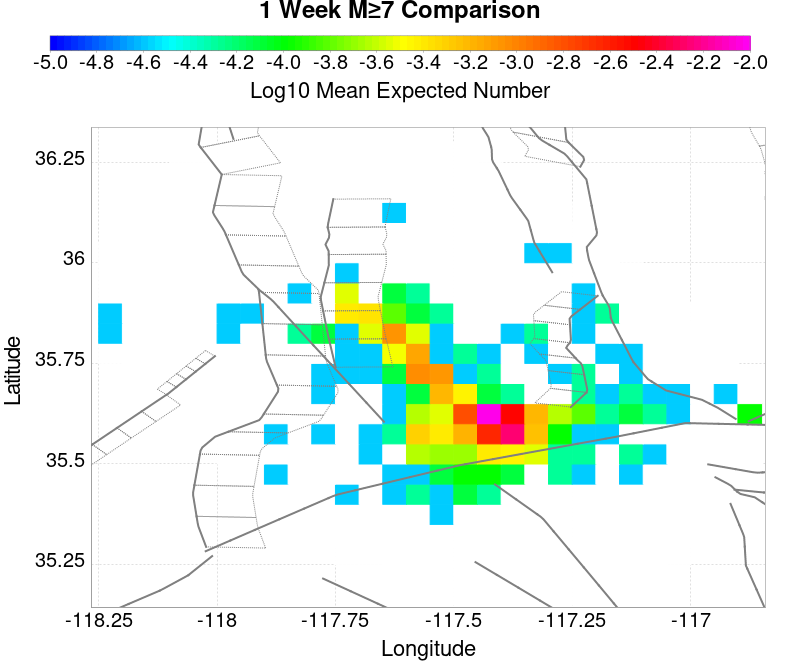 1 Week M≥7 Comparison
-5.0 -4.8 -4.6 -4.4 -4.2 -4.0 -3.8 -3.6 -3.4 -3.2 -3.0 -2.8 -2.6 -2.4 -2.2 -2.0
Log10 Mean Expected Number
36.25
36
35.75
35.5
35.25
Latitude
-118.25 -118 -117.75 -117.5 -117.25 -117
Longitude